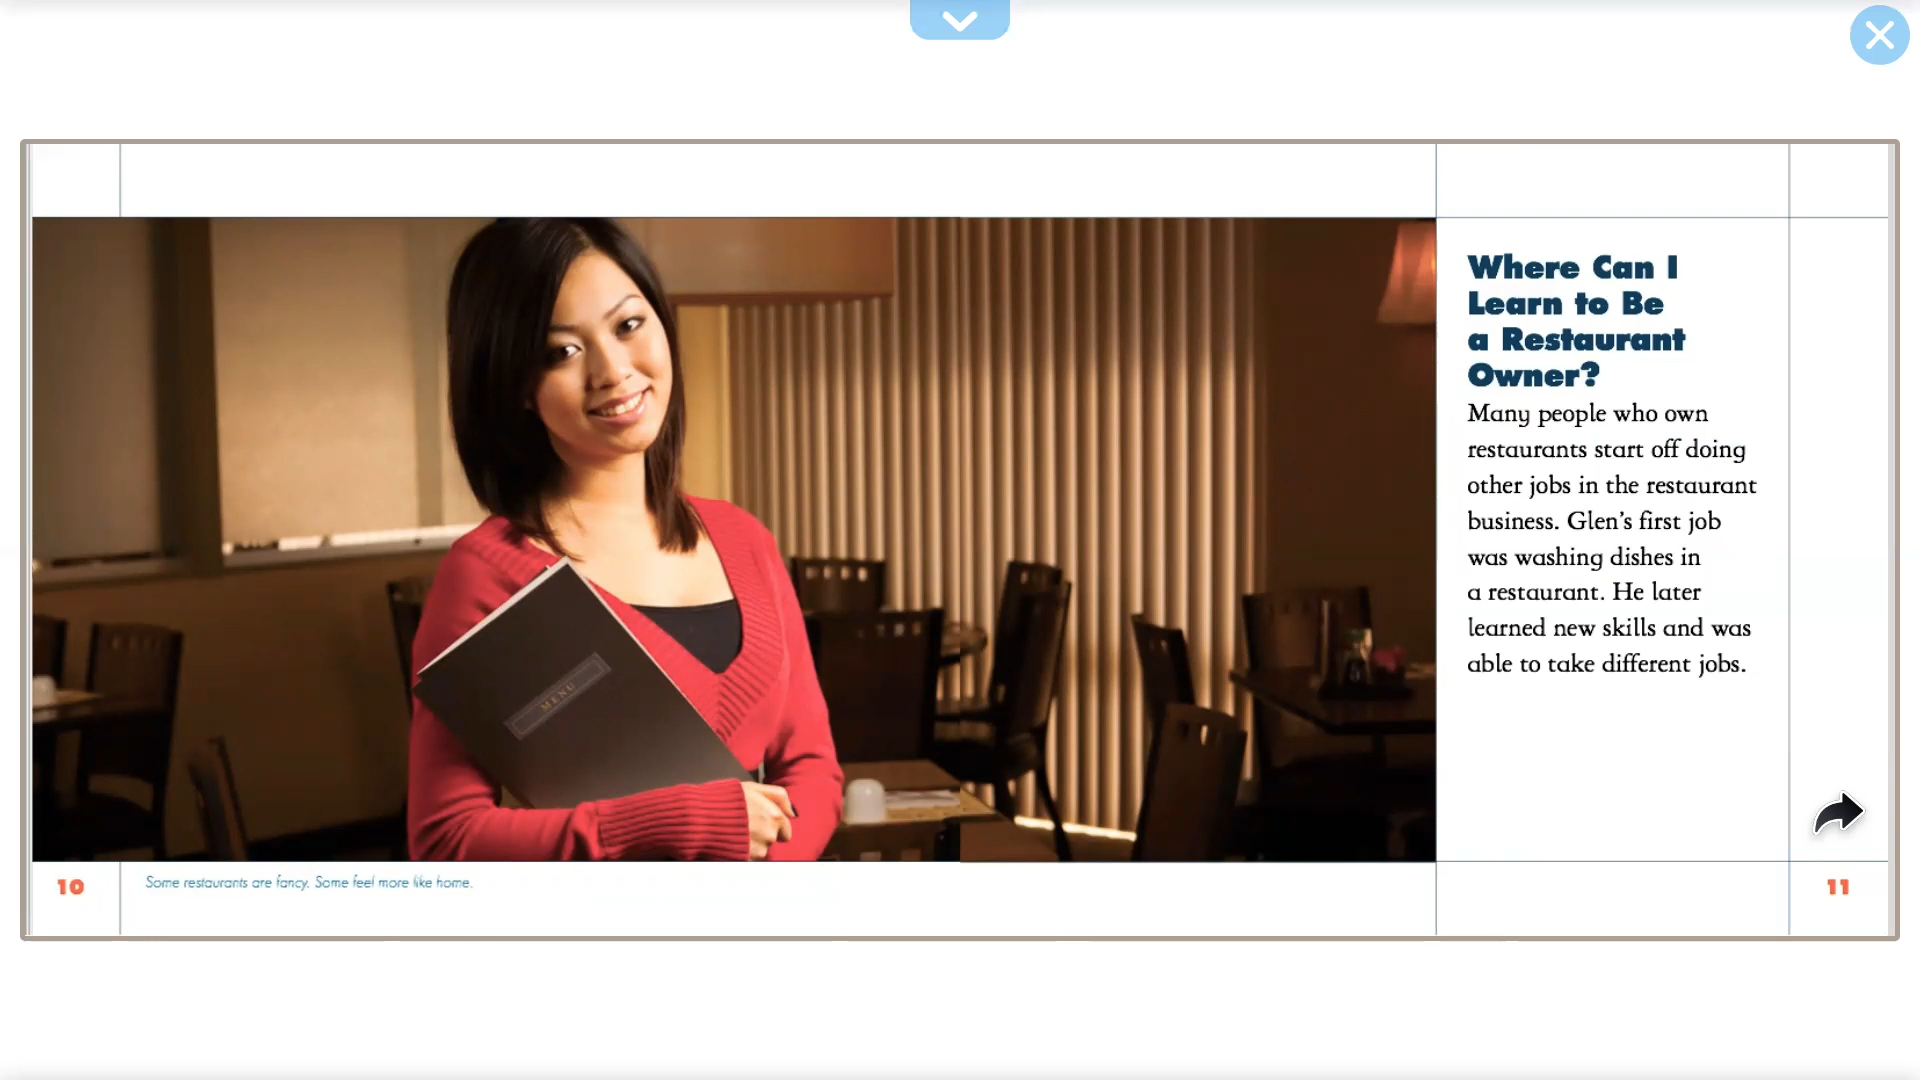 MENU
Where Can I
Learn to Be
a Restaurant
Owner?
Many people who own
restaurants start off doing
other jobs in the restaurant
business. Glen's first job
was washing dishes in
a restaurant. He later
learned new skills and was
able to take different jobs.
10
Some restaurants are fancy. Some feel more like home.
11